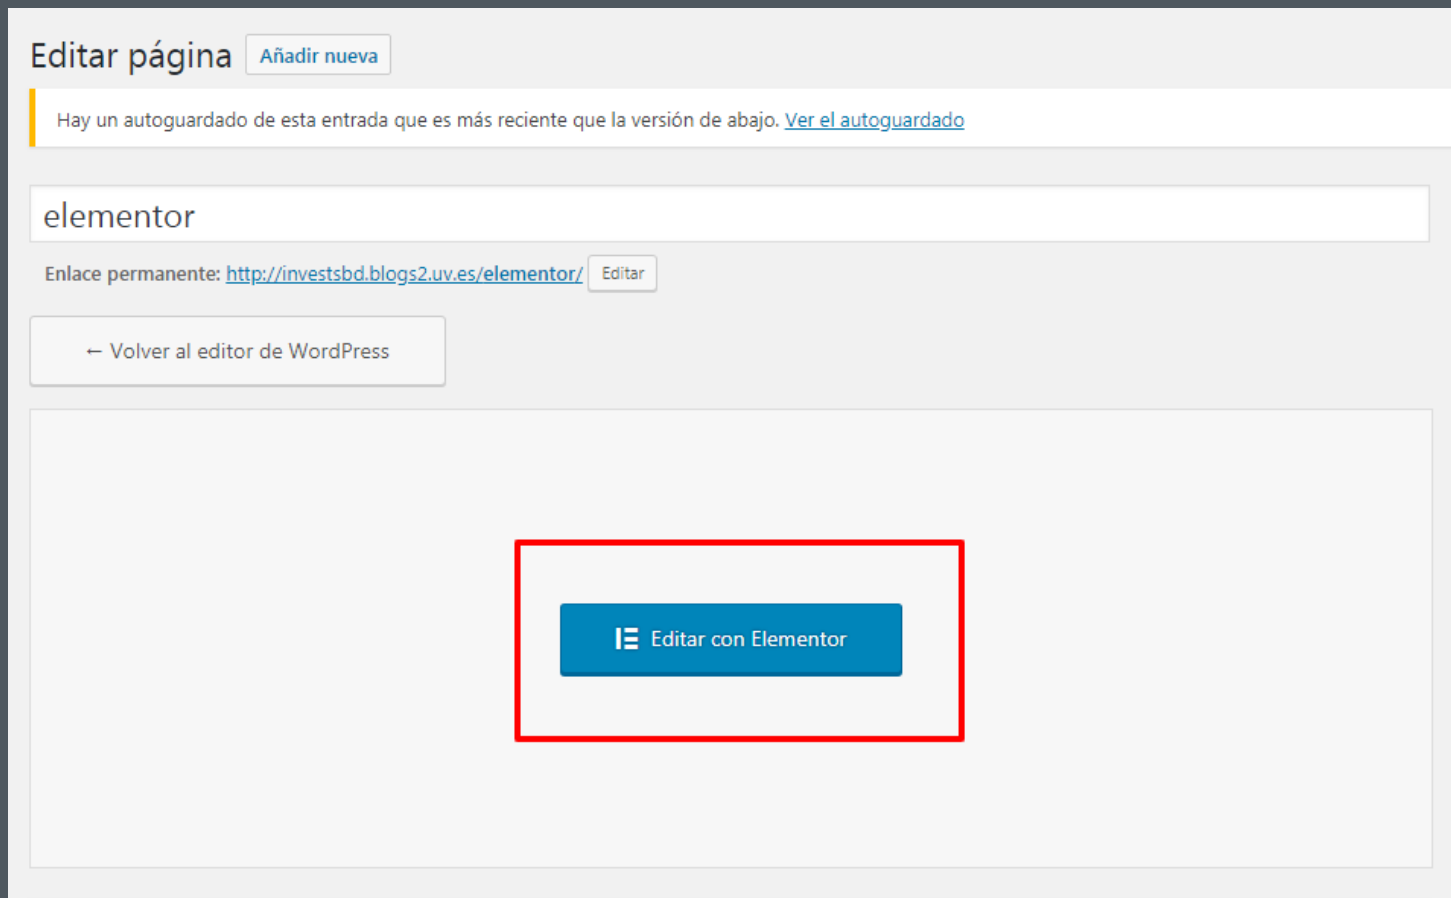 Editar página Añadir nueva
Hay un autoguardado de esta entrada que es más reciente que la versión de abajo. Ver el autoguardado
elementor
Enlace permanente: http://investsbd.blogs2.uv.es/elementor/ Editar
← Volver al editor de WordPress
Editar con Elementor